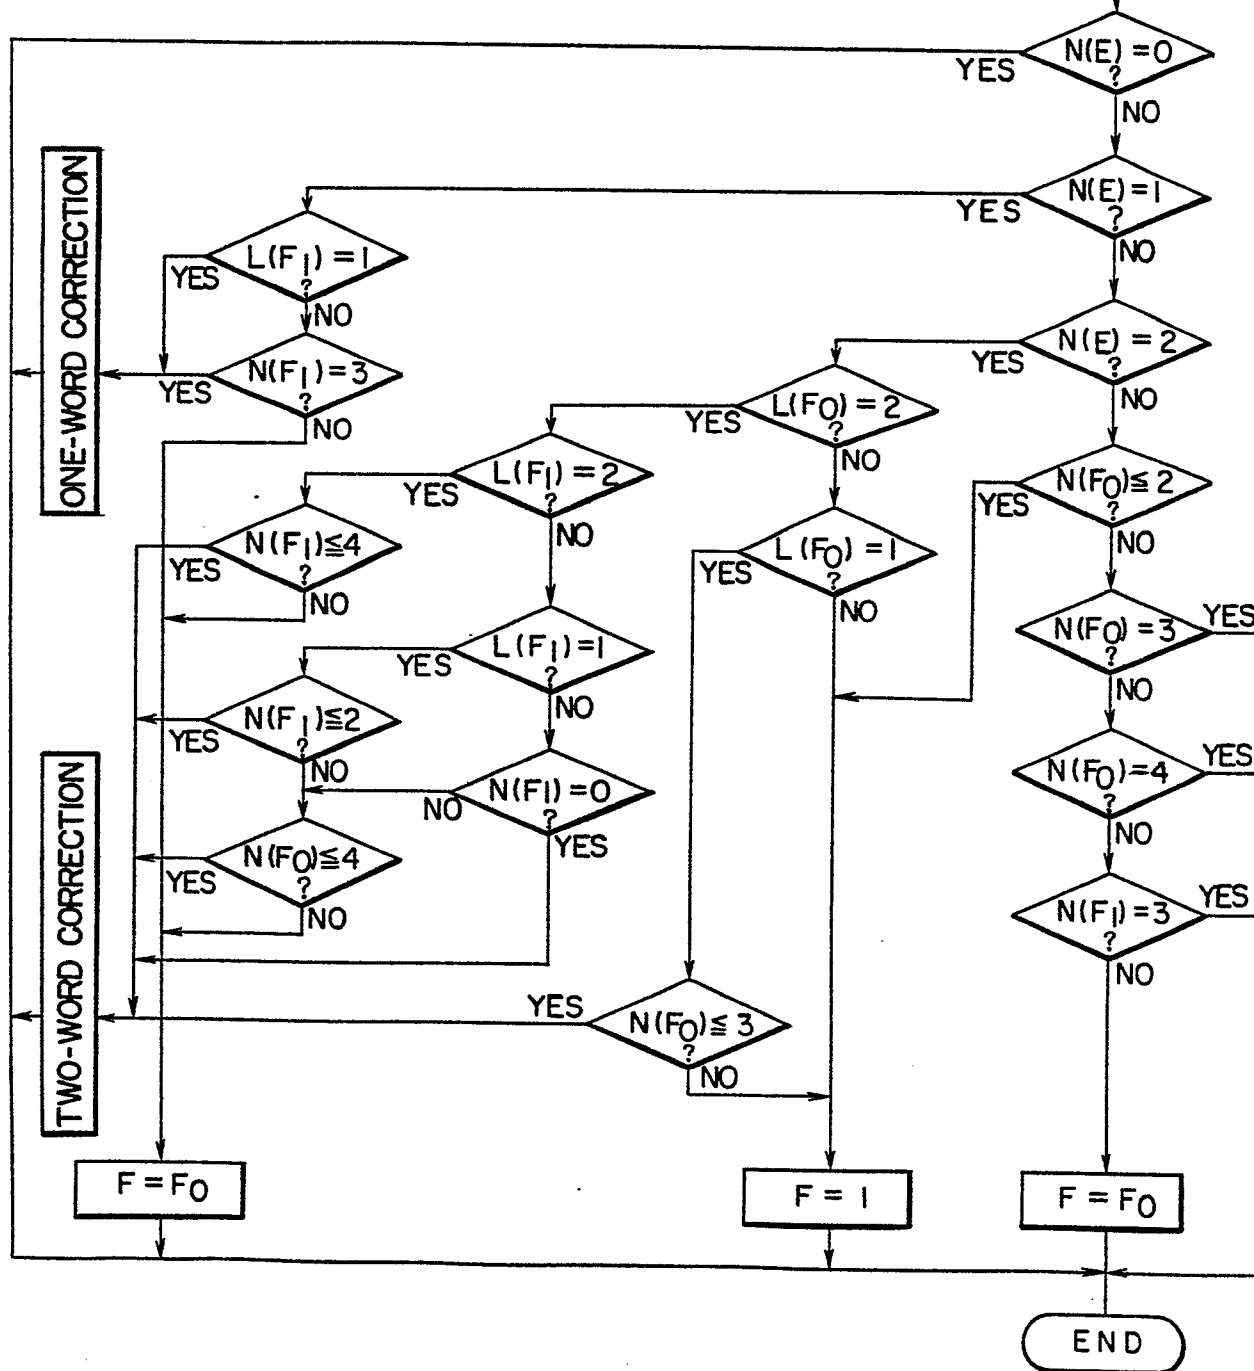 N(E)=0
?
YES
NO
N(E)=1
?
YES
NO
L(F1)=1
?
YES
NO
N(F1)=3
?
YES
NO
ONE-WORD CORRECTION
N(E)=2
?
YES
NO
L(F0)=2
?
YES
NO
L(F1)=2
?
YES
NO
N(F1)≦4
?
YES
NO
L(F0)=1
?
YES
NO
N(F0)≦2
?
YES
NO
N(F0)=3
?
YES
NO
L(F1)=1
?
YES
NO
N(F1)≦2
?
YES
NO
N(F1)=0
?
NO
YES
N(F0)≦4
?
YES
NO
TWO-WORD CORRECTION
N(F0)=4
?
YES
NO
N(F1)=3
?
YES
NO
N(F0)≦3
?
YES
NO
F=F0
F=1
F=F0
END